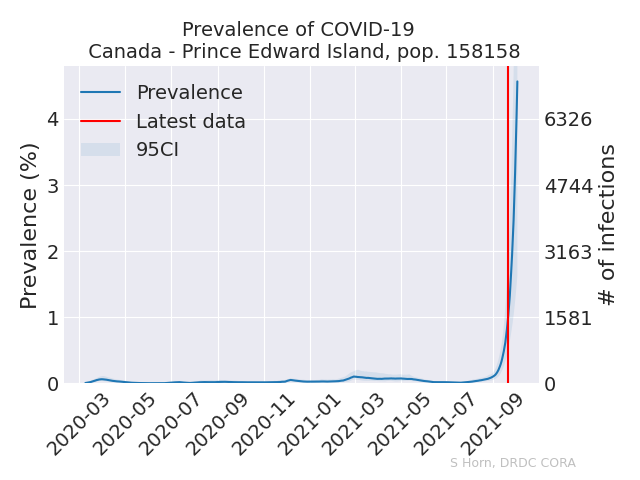 Prevalence of COVID-19
Canada - Prince Edward Island, pop. 158158
Prevalence
Latest data
95CI
Prevalence (%)
4
3
2
1
0
6326
4744
3163
1581
0
# of infections
2020-03
2020-05
2020-07
2020-09
2020-11
2021-01
2021-03
2021-05
2021-07
2021-09
S Horn, DRDC CORA